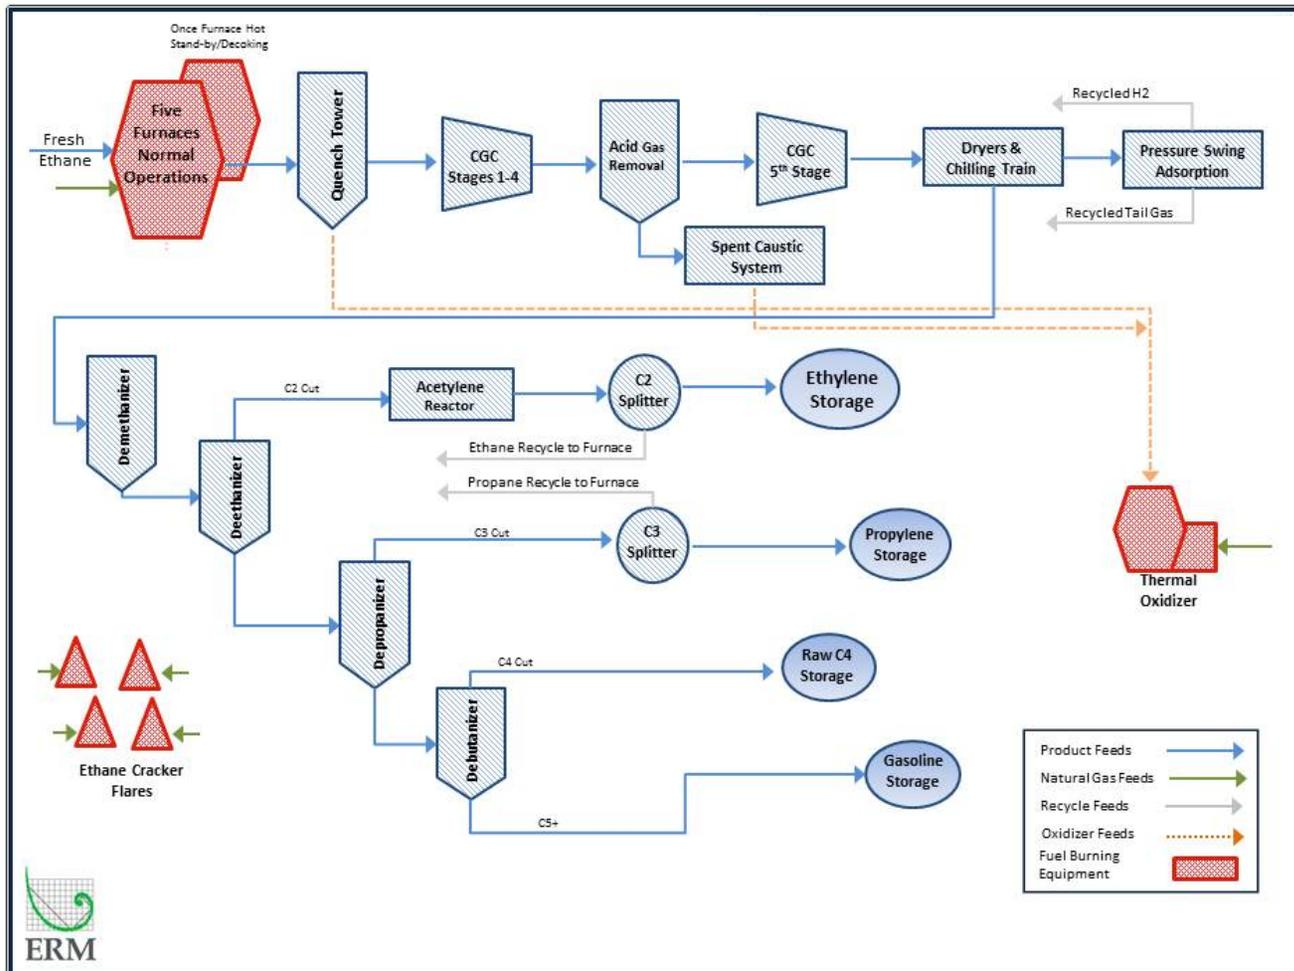 Once Furnace Hot
Stand-by/Decoking
Five
Furnaces
Normal
Operations
Fresh
Ethane
Quench Tower
CGC
Stages 1-4
Acid Gas
Removal
CGC
5th Stage
Dryers &
Chilling Train
Recycled H2
Pressure Swing
Adsorption
Recycled Tail Gas
Spent Caustic
System
Demethanizer
Deethanizer
C2 Cut
Acetylene
Reactor
C2
Splitter
Ethylene
Storage
Ethane Recycle to Furnace
Propane Recycle to Furnace
Depropanizer
C3 Cut
C3
Splitter
Propylene
Storage
Thermal
Oxidizer
Debutanizer
C4 Cut
Raw C4
Storage
C5+
Gasoline
Storage
Ethane Cracker
Flares
Product Feeds
Natural Gas Feeds
Recycle Feeds
Oxidizer Feeds
Fuel Burning
Equipment
ERM